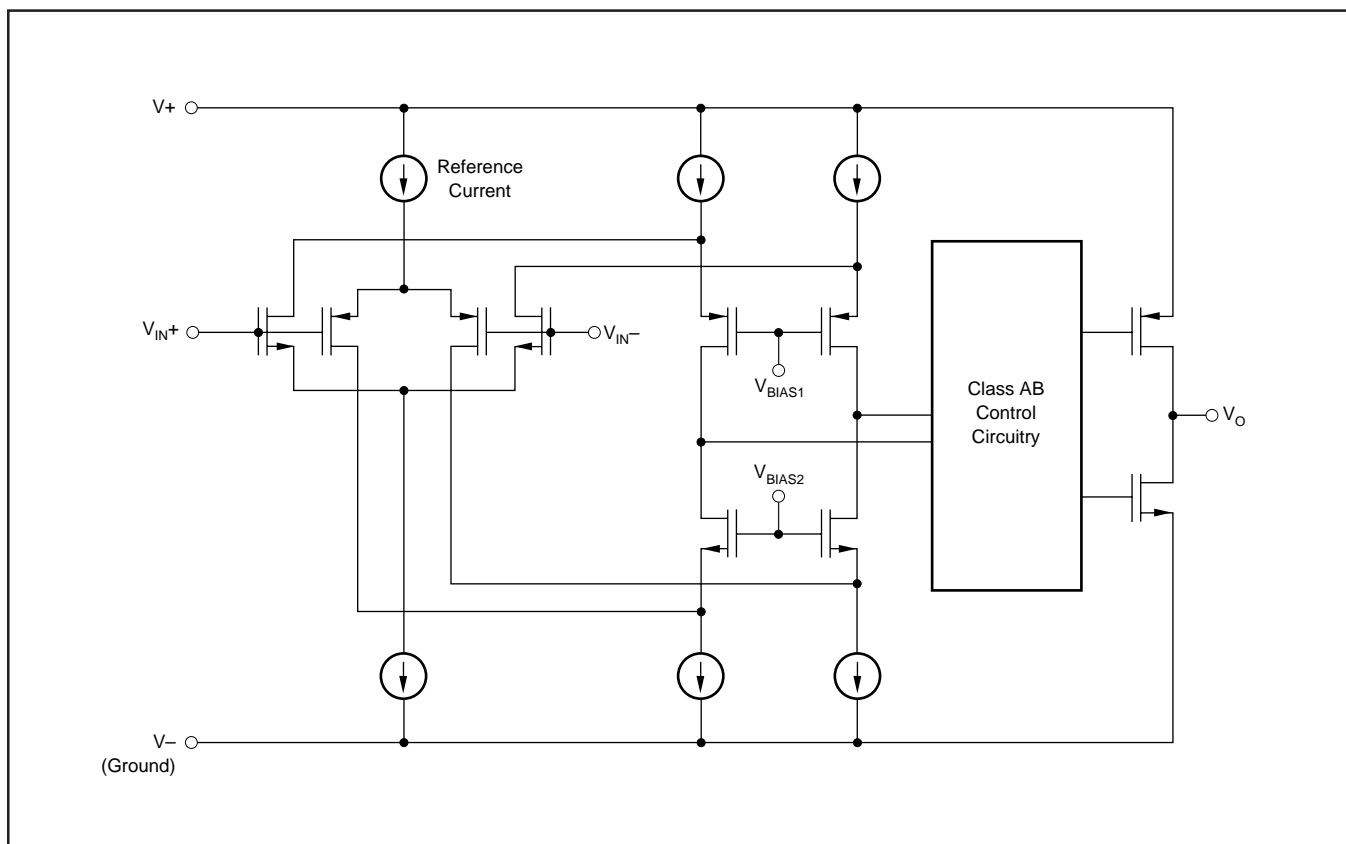 V+
Reference
Current
V_IN+
V_IN–
V_BIAS1
Class AB
Control
Circuitry
V_O
V_BIAS2
V–
(Ground)